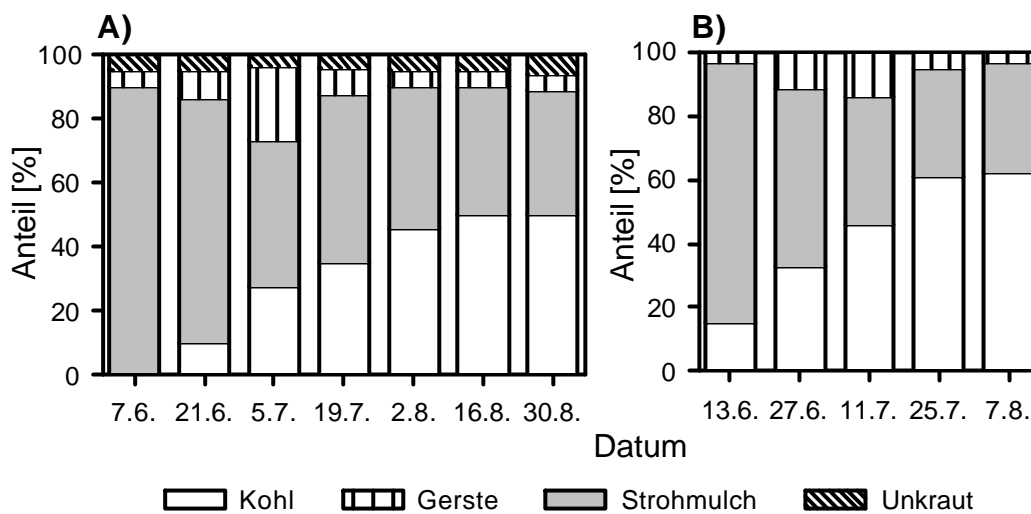 A)
B)
Anteil [%]
100
80
60
40
20
0
7.6. 21.6. 5.7. 19.7. 2.8. 16.8. 30.8.
Anteil [%]
100
80
60
40
20
0
13.6. 27.6. 11.7. 25.7. 7.8.
Datum
Kohl Gerste Strohmulch Unkraut